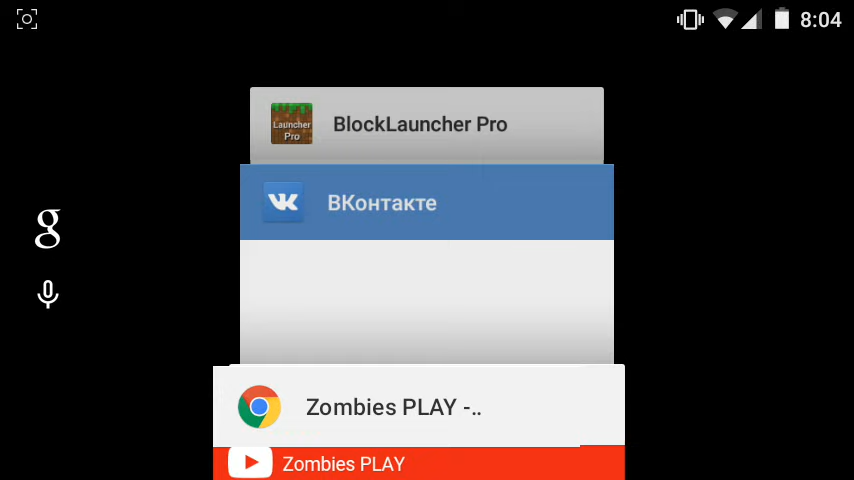 8:04
Launcher
Pro
BlockLauncher Pro
ВКонтакте
g
Zombies PLAY -..
Zombies PLAY